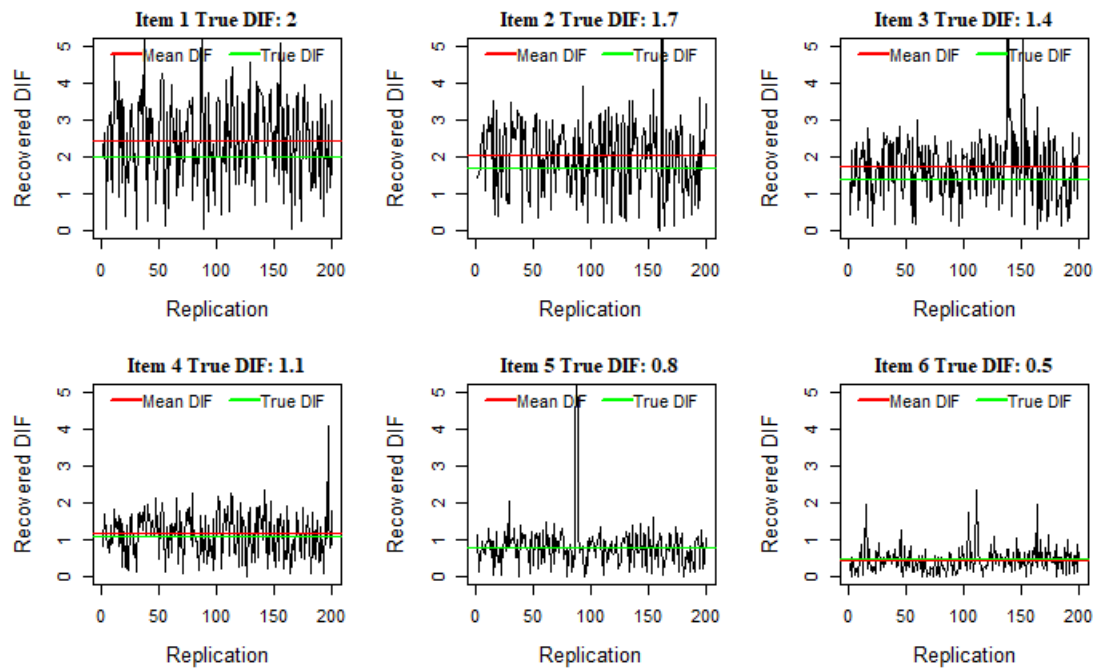 Item 1 True DIF: 2
Recovered DIF
0 1 2 3 4 5
Mean DIF True DIF
0 50 100 150 200
Replication
Item 2 True DIF: 1.7
Recovered DIF
0 1 2 3 4 5
Mean DIF True DIF
0 50 100 150 200
Replication
Item 3 True DIF: 1.4
Recovered DIF
0 1 2 3 4 5
Mean DIF True DIF
0 50 100 150 200
Replication
Item 4 True DIF: 1.1
Recovered DIF
0 1 2 3 4 5
Mean DIF True DIF
0 50 100 150 200
Replication
Item 5 True DIF: 0.8
Recovered DIF
0 1 2 3 4 5
Mean DIF True DIF
0 50 100 150 200
Replication
Item 6 True DIF: 0.5
Recovered DIF
0 1 2 3 4 5
Mean DIF True DIF
0 50 100 150 200
Replication